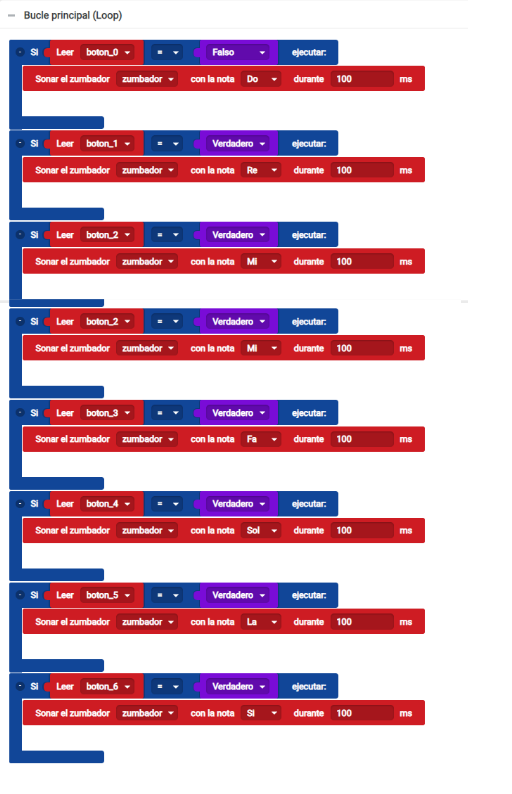 Bucle principal (Loop)
Si Leer boton_0 = Falso ejecutar:
Sonar el zumbador zumbador con la nota Do durante 100 ms
Si Leer boton_1 = Verdadero ejecutar:
Sonar el zumbador zumbador con la nota Re durante 100 ms
Si Leer boton_2 = Verdadero ejecutar:
Sonar el zumbador zumbador con la nota Mi durante 100 ms
Si Leer boton_2 = Verdadero ejecutar:
Sonar el zumbador zumbador con la nota Mi durante 100 ms
Si Leer boton_3 = Verdadero ejecutar:
Sonar el zumbador zumbador con la nota Fa durante 100 ms
Si Leer boton_4 = Verdadero ejecutar:
Sonar el zumbador zumbador con la nota Sol durante 100 ms
Si Leer boton_5 = Verdadero ejecutar:
Sonar el zumbador zumbador con la nota La durante 100 ms
Si Leer boton_6 = Verdadero ejecutar:
Sonar el zumbador zumbador con la nota Si durante 100 ms